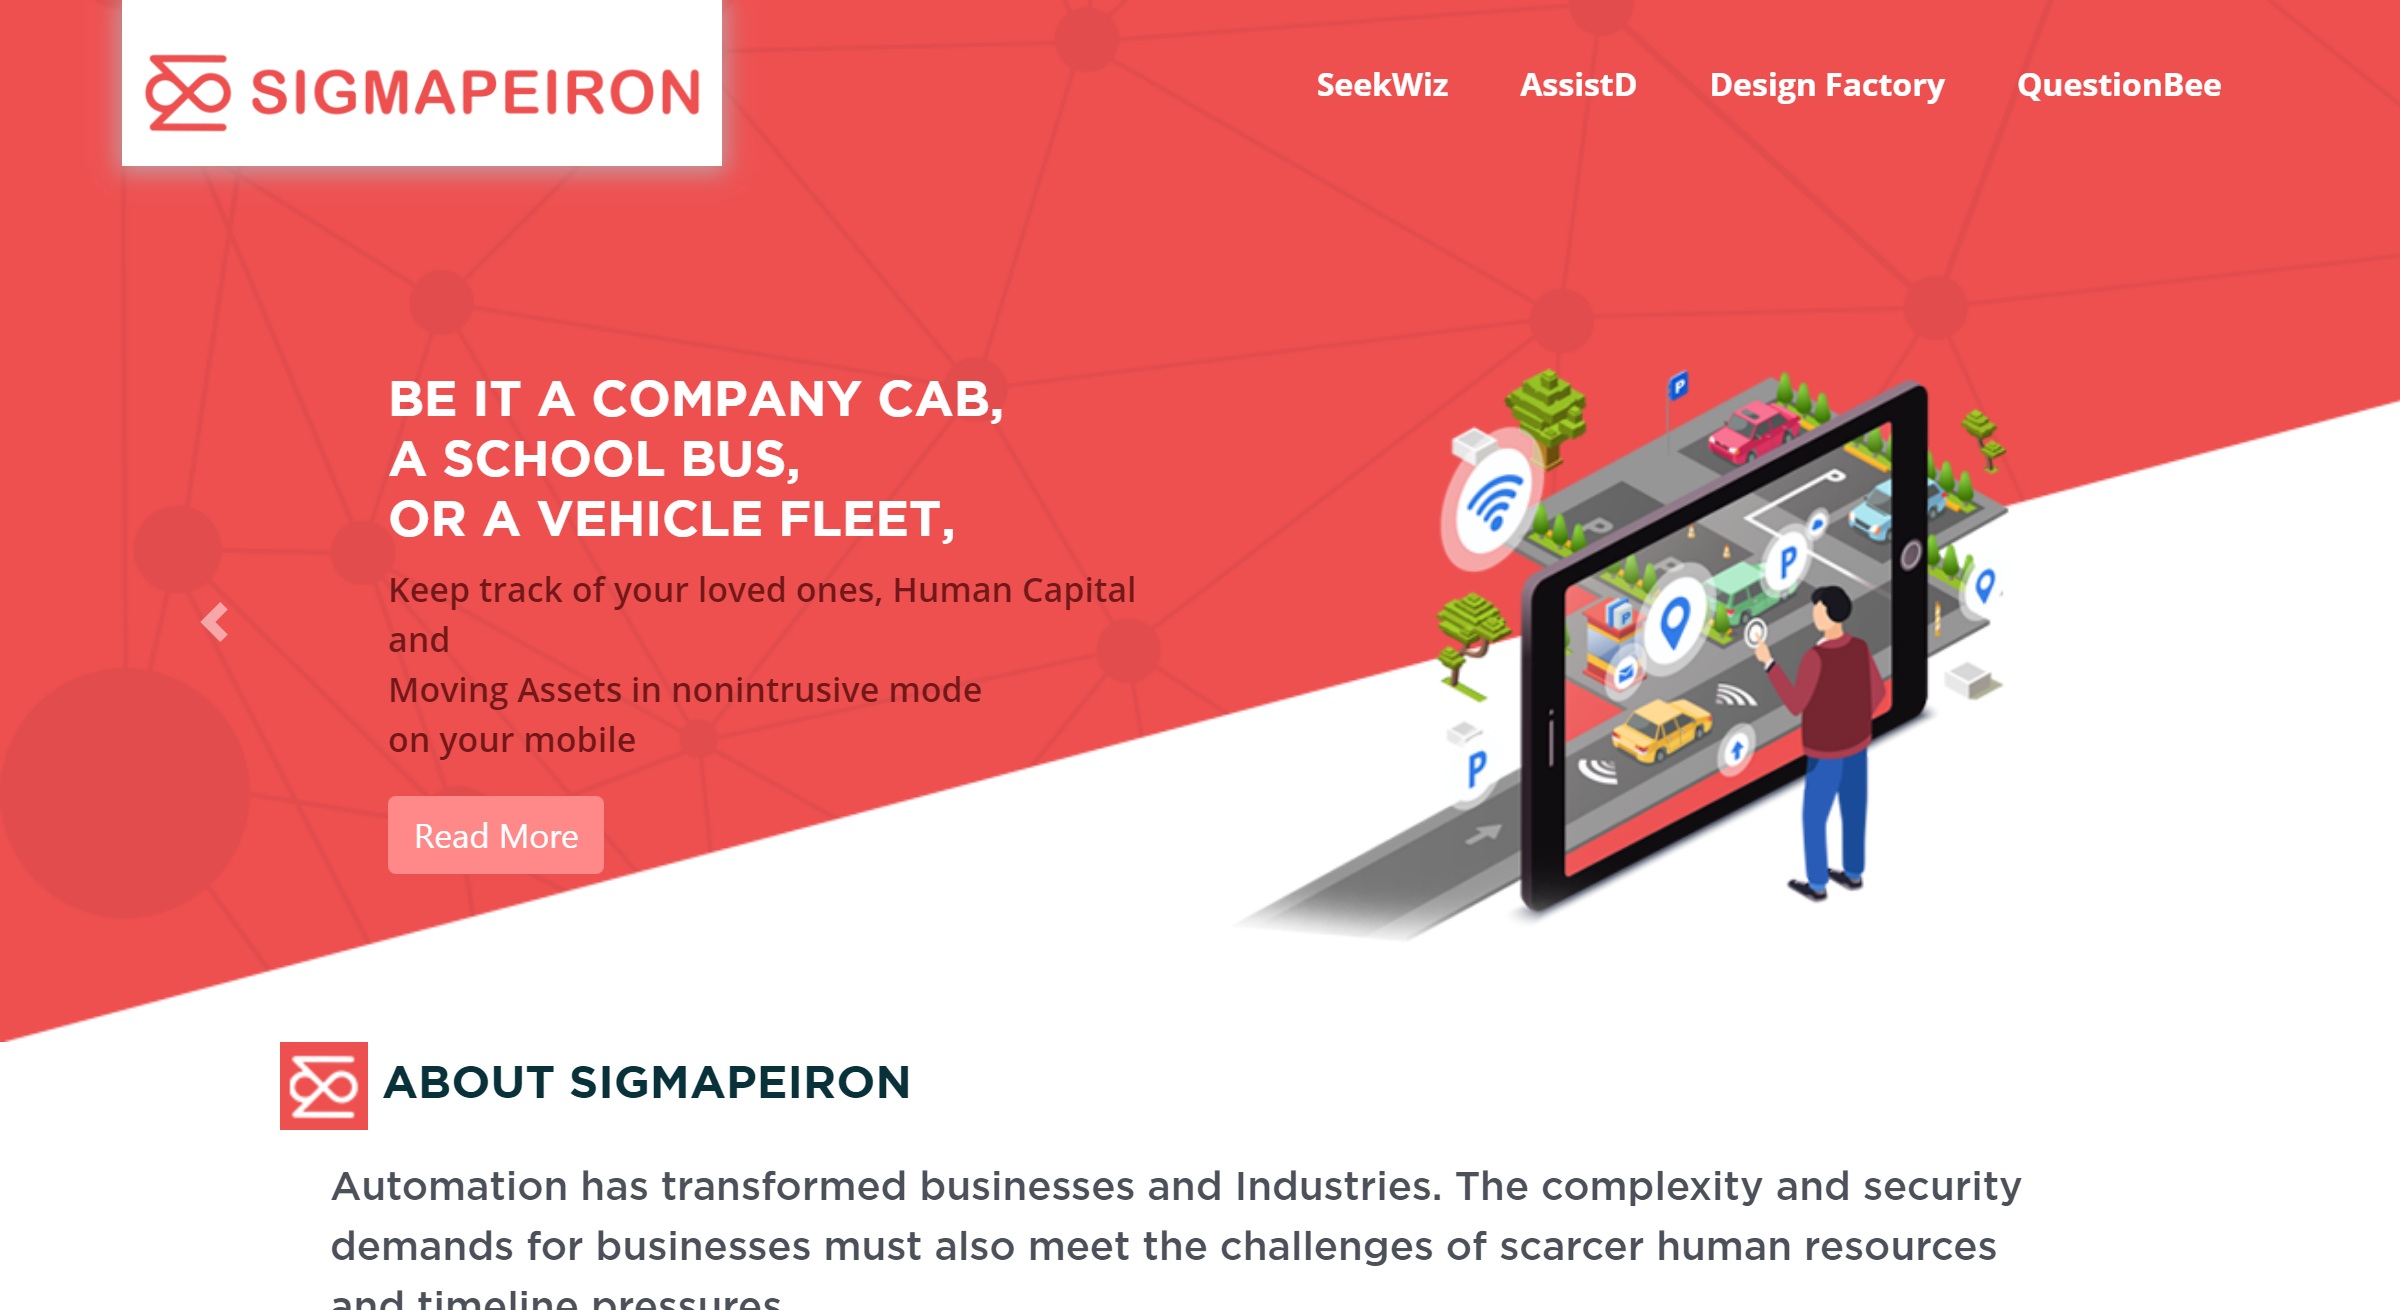 SIGMAPEIRON
SeekWiz AssistD Design Factory QuestionBee
BE IT A COMPANY CAB,
A SCHOOL BUS,
OR A VEHICLE FLEET,
Keep track of your loved ones, Human Capital
and
Moving Assets in nonintrusive mode
on your mobile
Read More
P
P
P
ABOUT SIGMAPEIRON
Automation has transformed businesses and Industries. The complexity and security
demands for businesses must also meet the challenges of scarcer human resources
and timeline pressures